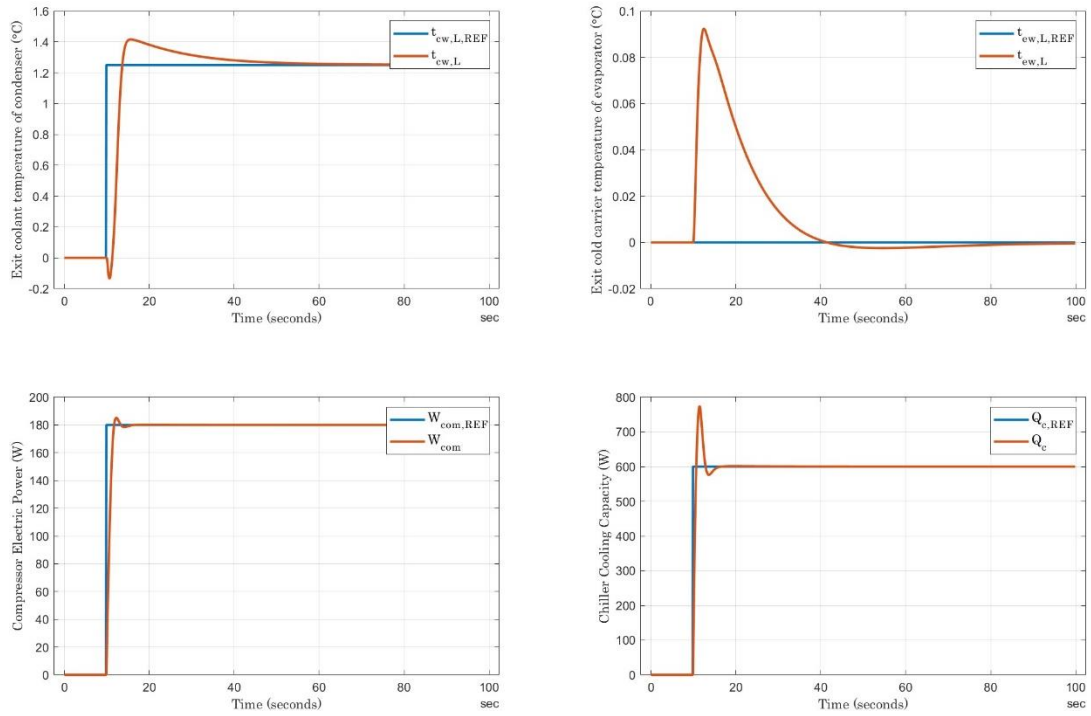 Exit coolant temperature of condenser (°C)
1.6
1.4
1.2
1
0.8
0.6
0.4
0.2
0
-0.2
t_cw,L,REF
t_cw,L
0 20 40 60 80 100
Time (seconds)
sec
Exit cold carrier temperature of evaporator (°C)
0.1
0.08
0.06
0.04
0.02
0
-0.02
t_ew,L,REF
t_ew,L
0 20 40 60 80 100
Time (seconds)
sec
Compressor Electric Power (W)
200
180
160
140
120
100
80
60
40
20
0
W_com,REF
W_com
0 20 40 60 80 100
Time (seconds)
sec
Chiller Cooling Capacity (W)
800
700
600
500
400
300
200
100
0
Q_c,REF
Q_c
0 20 40 60 80 100
Time (seconds)
sec